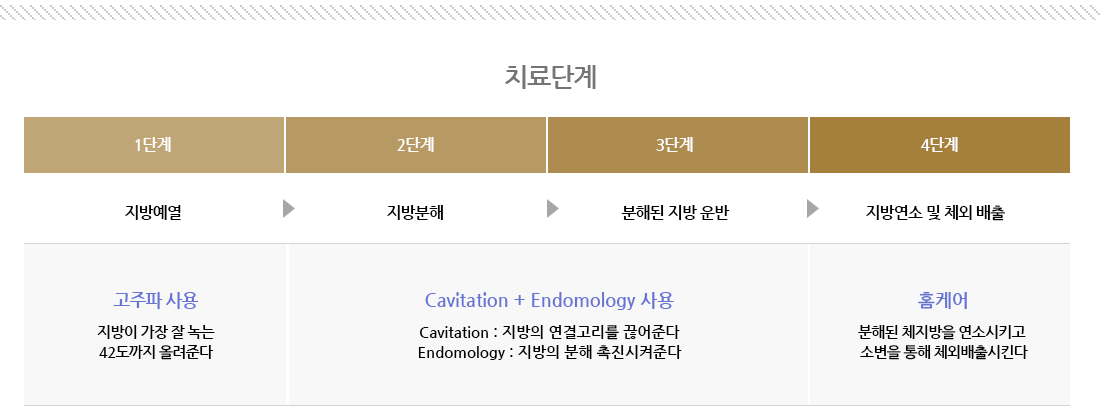 치료단계
1단계
2단계
3단계
4단계
지방예열
지방분해
분해된 지방 운반
지방연소 및 체외 배출
고주파 사용
지방이 가장 잘 녹는
42도까지 올려준다
Cavitation + Endomology 사용
Cavitation : 지방의 연결고리를 끊어준다
Endomology : 지방의 분해 촉진시켜준다
홈케어
분해된 체지방을 연소시키고
소변을 통해 체외배출시킨다